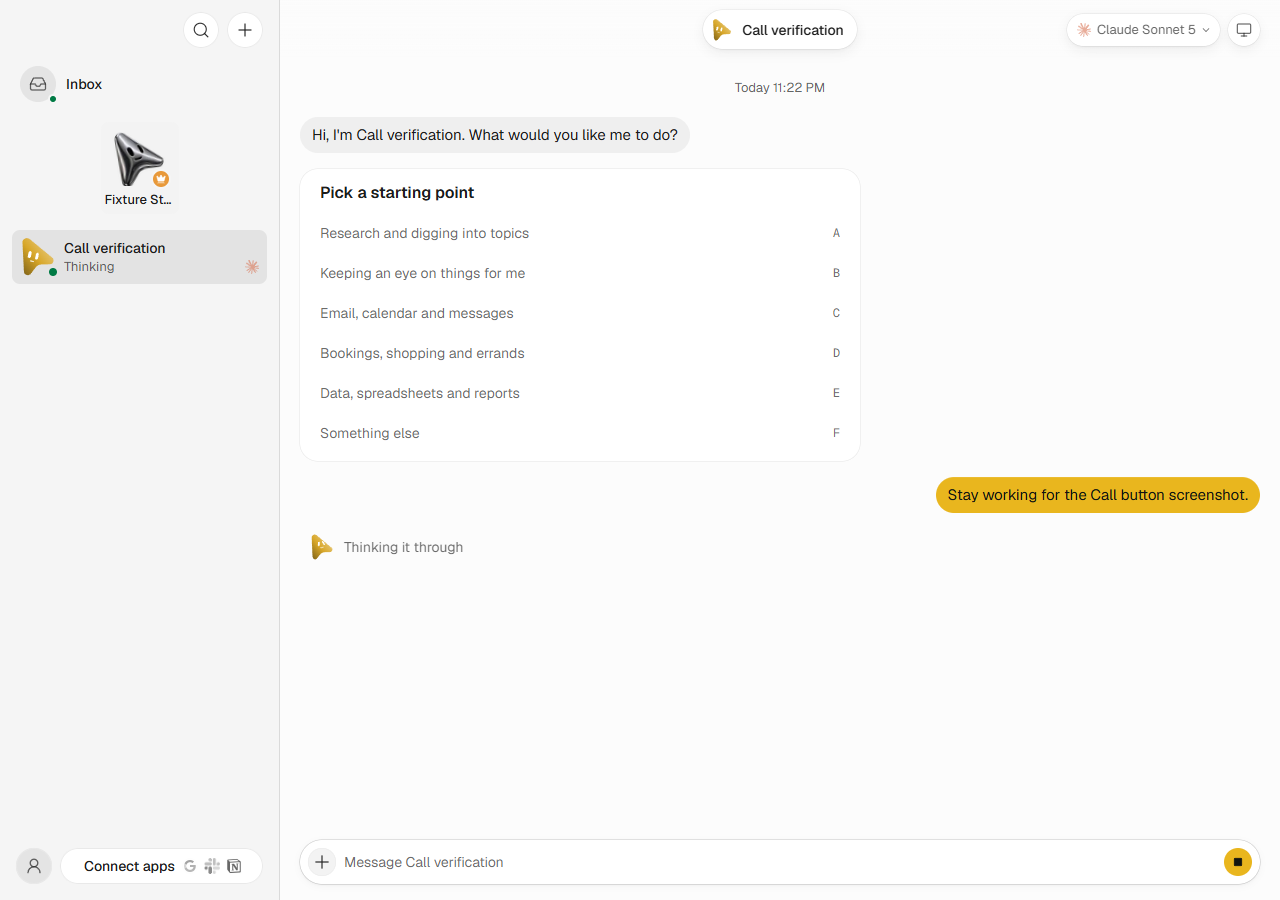 Inbox
Fixture St...
Call verification
Thinking
Connect apps
Call verification
Claude Sonnet 5
Today 11:22 PM
Hi, I'm Call verification. What would you like me to do?
Pick a starting point
Research and digging into topics A
Keeping an eye on things for me B
Email, calendar and messages C
Bookings, shopping and errands D
Data, spreadsheets and reports E
Something else F
Stay working for the Call button screenshot.
Thinking it through
Message Call verification